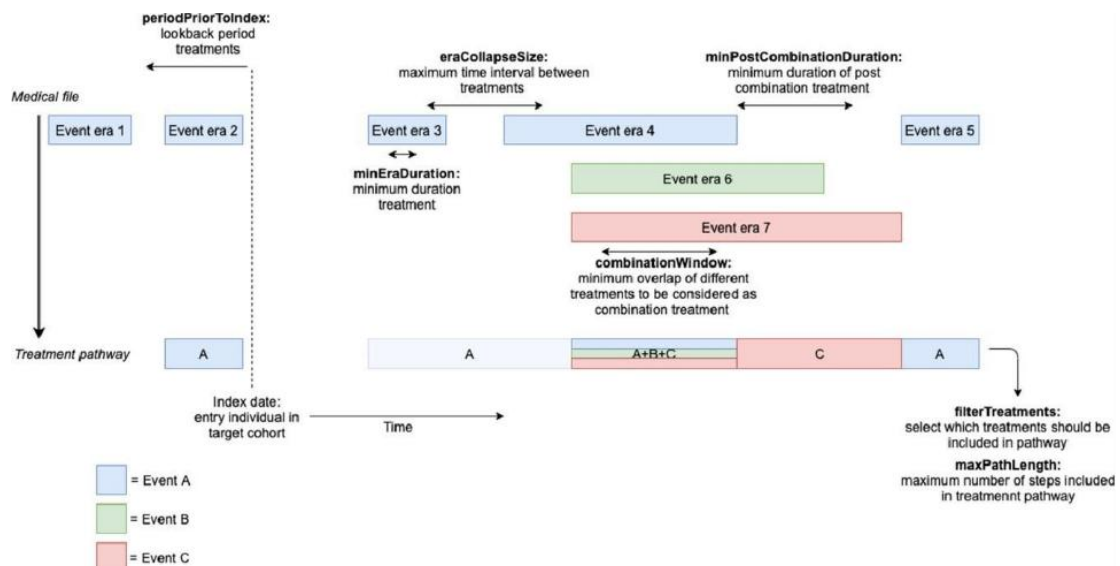 periodPriorToIndex:
lookback period
treatments
eraCollapseSize:
maximum time interval between
treatments
minPostCombinationDuration:
minimum duration of post
combination treatment
Medical file
Event era 1
Event era 2
Event era 3
Event era 4
Event era 5
minEraDuration:
minimum duration
treatment
Event era 6
Event era 7
combinationWindow:
minimum overlap of different
treatments to be considered as
combination treatment
Treatment pathway
A
A
A+B+C
C
A
Index date:
entry individual in
target cohort
Time
filterTreatments:
select which treatments should be
included in pathway
maxPathLength:
maximum number of steps included
in treatmennt pathway
= Event A
= Event B
= Event C